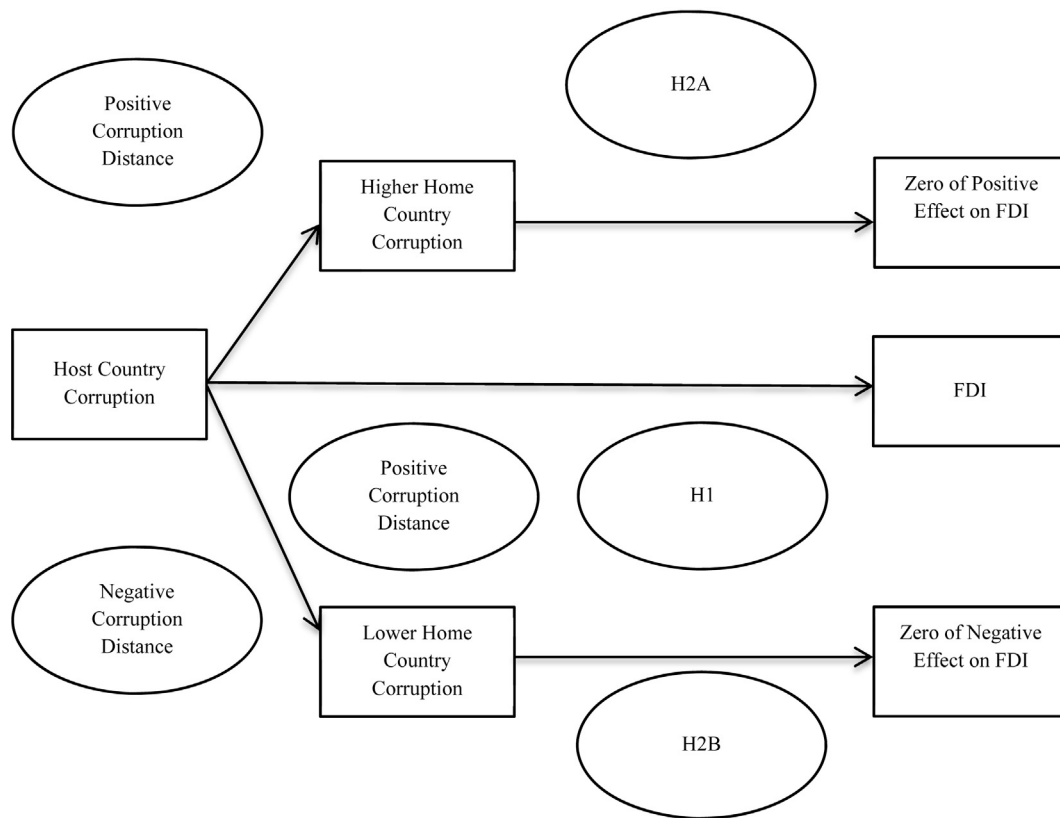 H2A
Positive
Corruption
Distance
Higher Home
Country
Corruption
Zero of Positive
Effect on FDI
Host Country
Corruption
FDI
Positive
Corruption
Distance
H1
Negative
Corruption
Distance
Lower Home
Country
Corruption
Zero of Negative
Effect on FDI
H2B